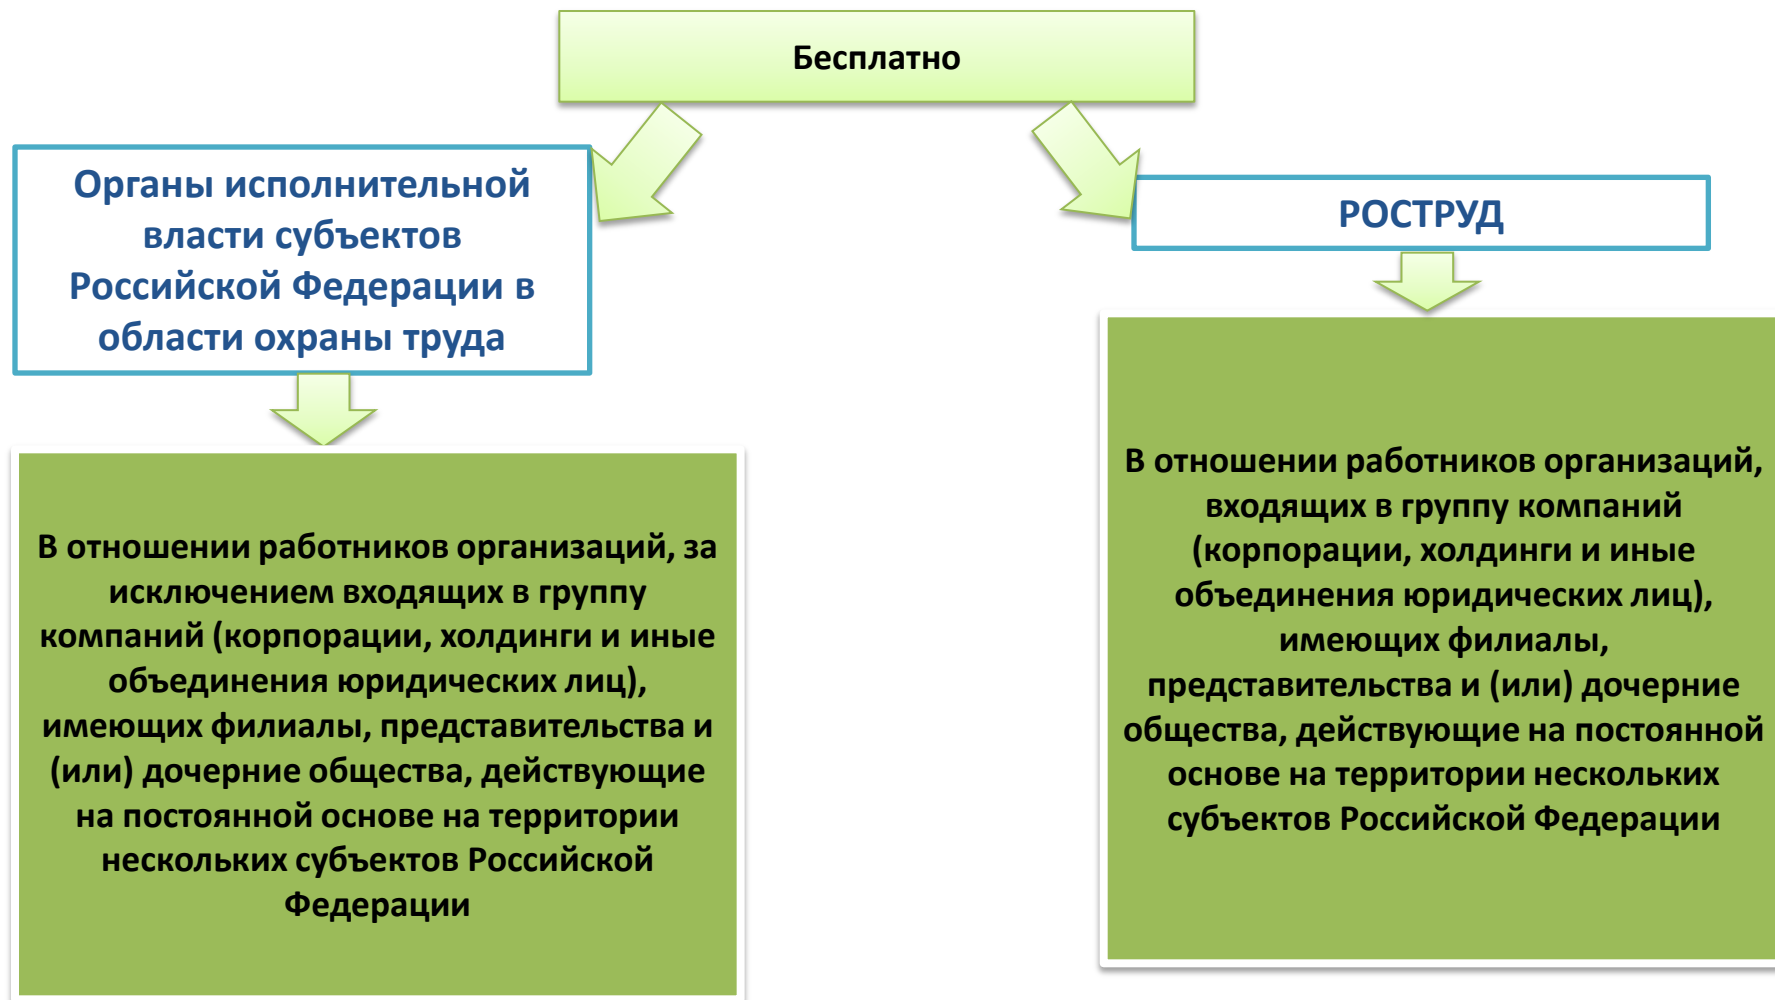 Бесплатно
Органы исполнительной
власти субъектов
Российской Федерации в
области охраны труда
В отношении работников организаций, за
исключением входящих в группу
компаний (корпорации, холдинги и иные
объединения юридических лиц),
имеющих филиалы, представительства и
(или) дочерние общества, действующие
на постоянной основе на территории
нескольких субъектов Российской
Федерации
РОСТРУД
В отношении работников организаций,
входящих в группу компаний
(корпорации, холдинги и иные
объединения юридических лиц),
имеющих филиалы,
представительства и (или) дочерние
общества, действующие на постоянной
основе на территории нескольких
субъектов Российской Федерации